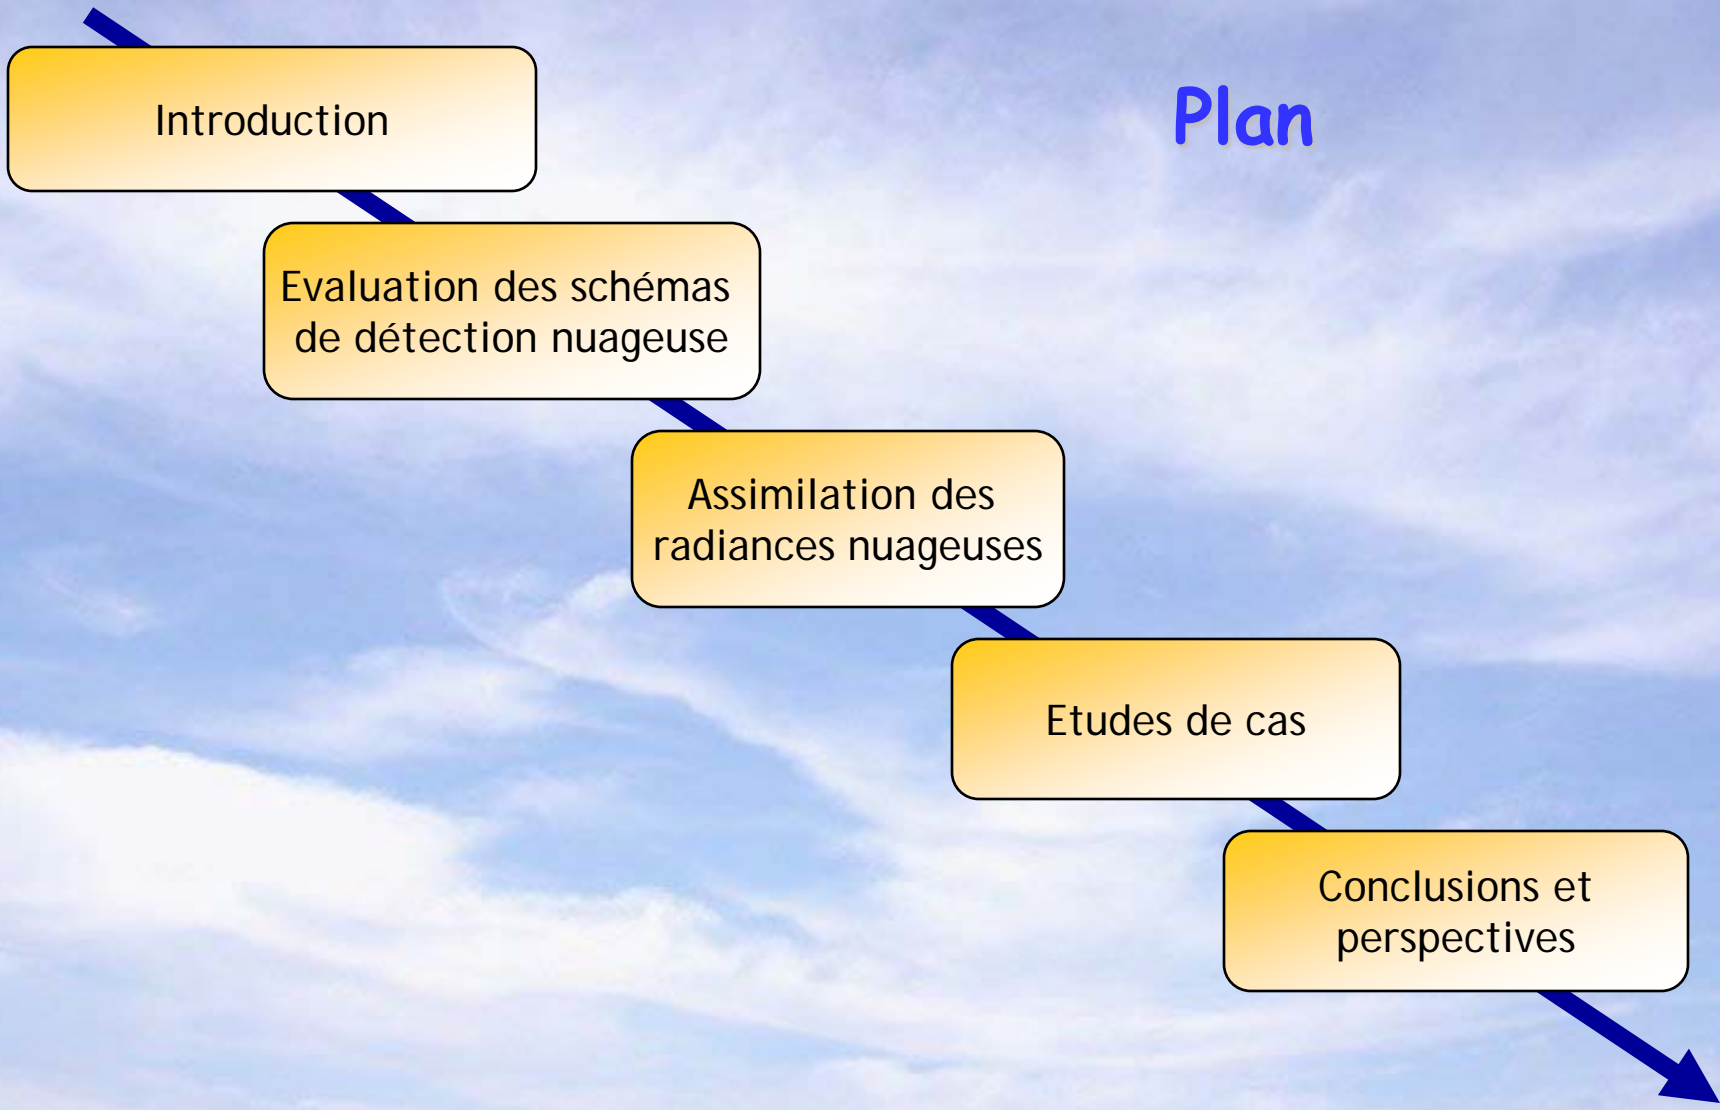 Plan
Introduction
Evaluation des schémas
de détection nuageuse
Assimilation des
radiances nuageuses
Etudes de cas
Conclusions et
perspectives